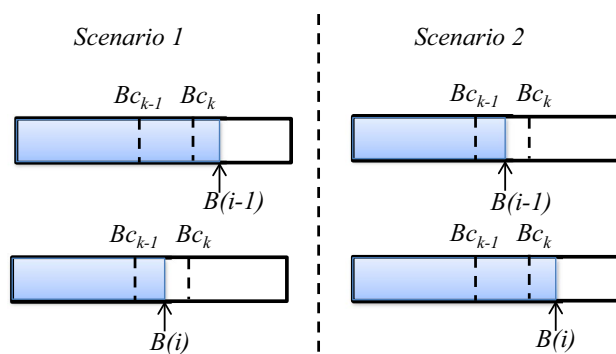 Scenario 1
Bc_{k-1} Bc_k
B(i-1)
Bc_{k-1} Bc_k
B(i)
Scenario 2
Bc_{k-1} Bc_k
B(i-1)
Bc_{k-1} Bc_k
B(i)